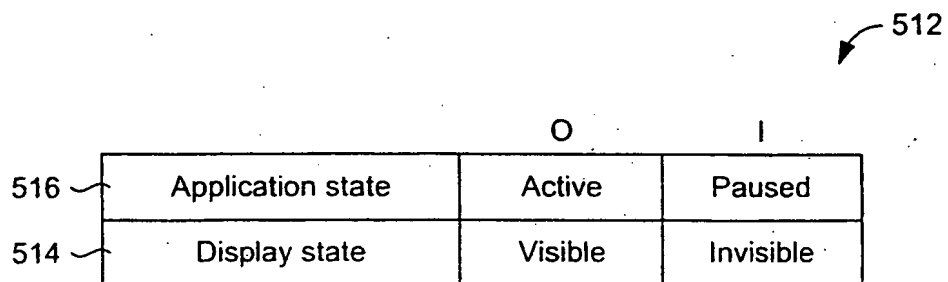 512
O I
516 Application state Active Paused
514 Display state Visible Invisible